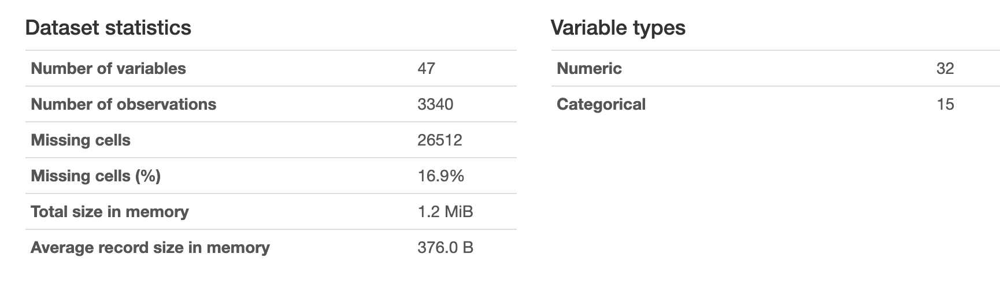 Dataset statistics
Number of variables 47
Number of observations 3340
Missing cells 26512
Missing cells (%) 16.9%
Total size in memory 1.2 MiB
Average record size in memory 376.0 B
Variable types
Numeric 32
Categorical 15